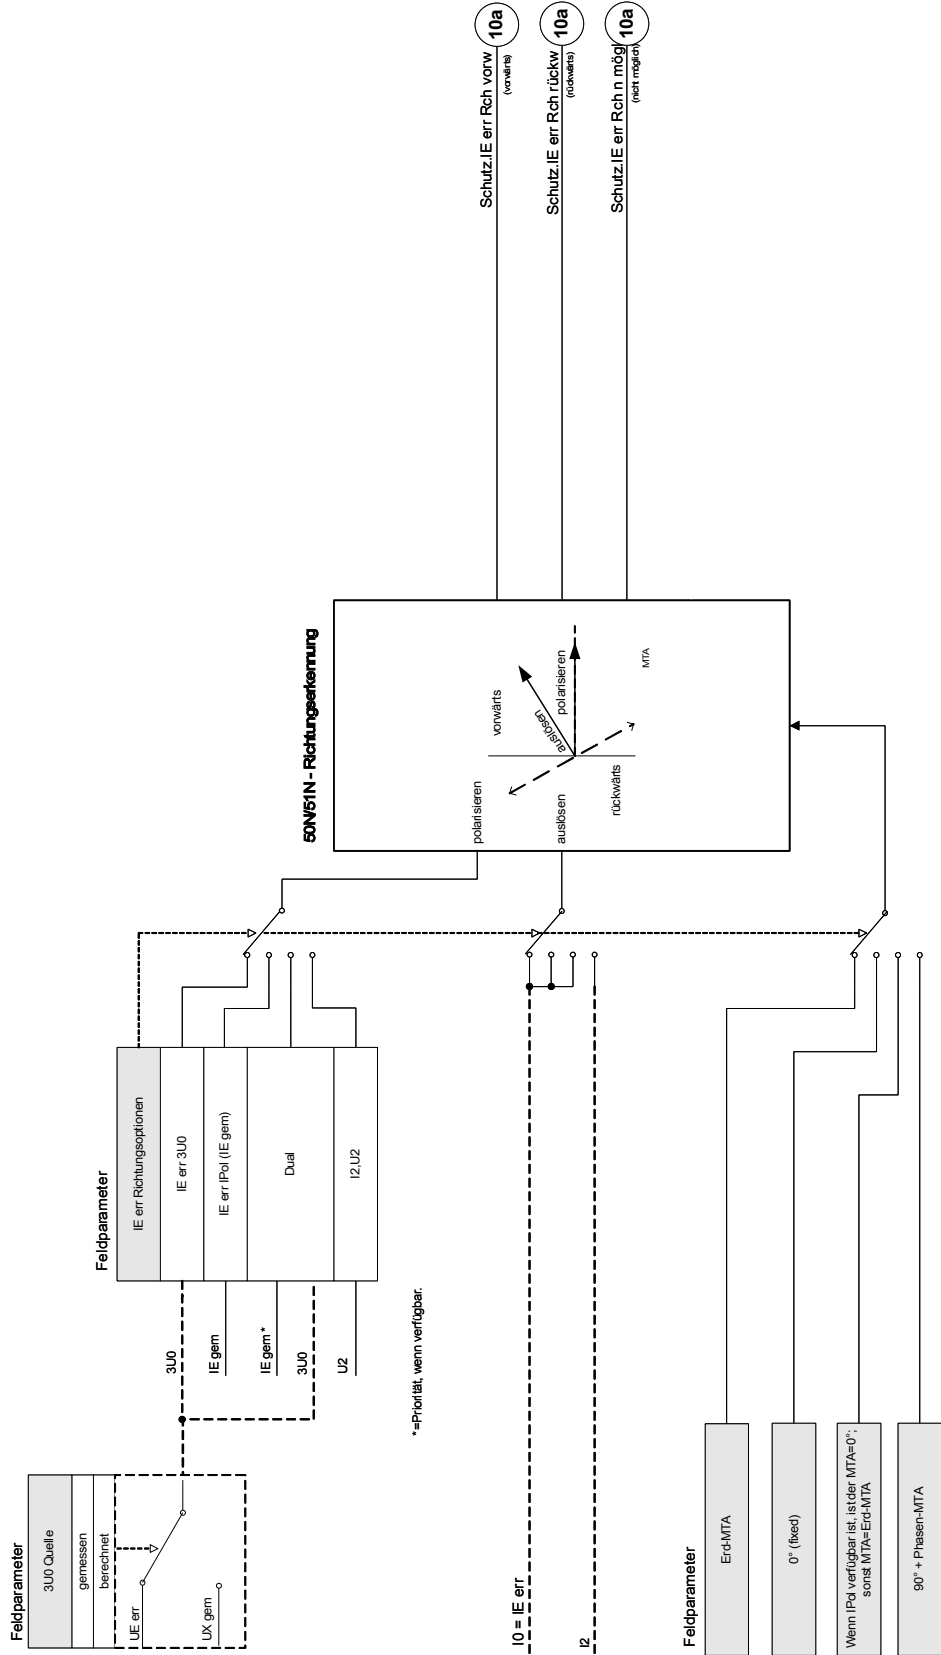 Feldparameter
3U0 Quelle
gemessen
berechnet
UE err
UX gem
Feldparameter
IE err Richtungsoptionen
IE err 3U0
IE err IPol (IE gem)
Dual
I2,U2
3U0
IE gem
IE gem *
3U0
U2
*=Priorität, wenn verfügbar.
I0 = IE err
I2
Feldparameter
Erd-MTA
0° (fixed)
Wenn IPol verfügbar ist, ist der MTA=0°;
sonst MTA=Erd-MTA
90° + Phasen-MTA
50N/51N - Richtungserkennung
polarisieren
auslösen
vorwärts
auslösen
polarisieren
rückwärts
MTA
Schutz.IE err Rch vorw
(vorwärts)
10a
Schutz.IE err Rch rückw
(rückwärts)
10a
Schutz.IE err Rch n mögl
(nicht möglich)
10a